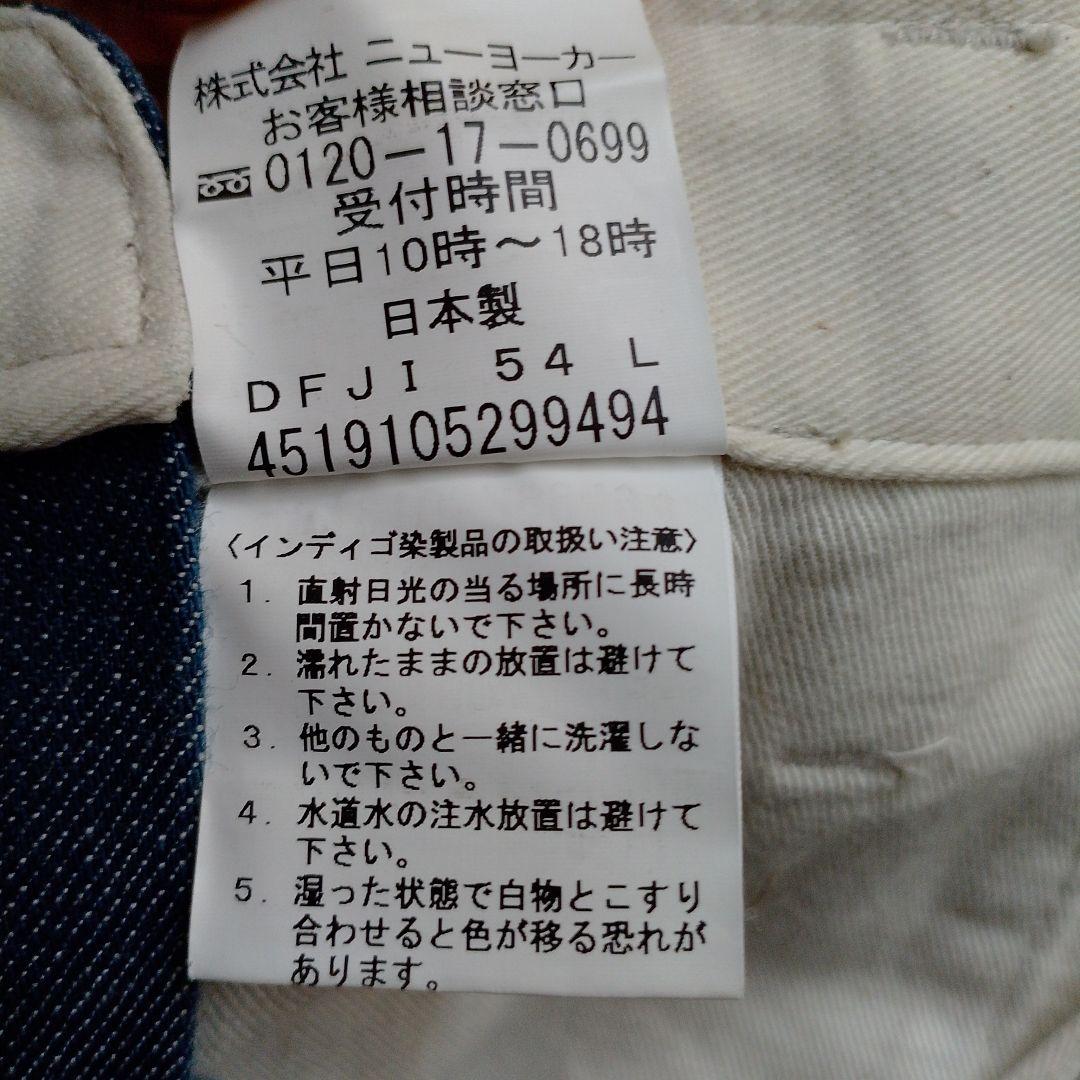 株式会社 ニューヨーカー
お客様相談窓口
0120-17-0699
受付時間
平日10時～18時
日本製
DFJI 54 L
4519105299494
〈インディゴ染製品の取扱い注意〉
1. 直射日光の当る場所に長時
間置かないで下さい。
2. 濡れたままの放置は避けて
下さい。
3. 他のものと一緒に洗濯しな
いで下さい。
4. 水道水の注水放置は避けて
下さい。
5. 湿った状態で白物とこすり
合わせると色が移る恐れが
あります。